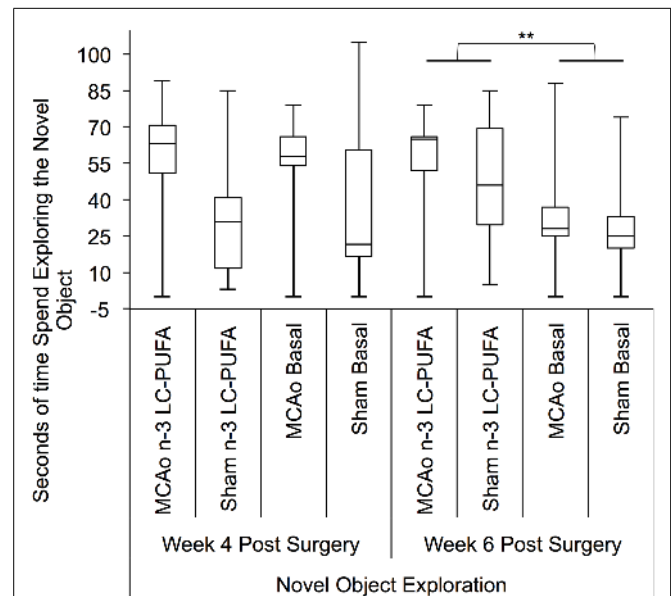 **
100
85
70
55
40
25
10
-5
Seconds of time Spend Exploring the Novel
Object
MCAo n-3 LC-PUFA
Sham n-3 LC-PUFA
MCAo Basal
Sham Basal
MCAo n-3 LC-PUFA
Sham n-3 LC-PUFA
MCAo Basal
Sham Basal
Week 4 Post Surgery
Week 6 Post Surgery
Novel Object Exploration